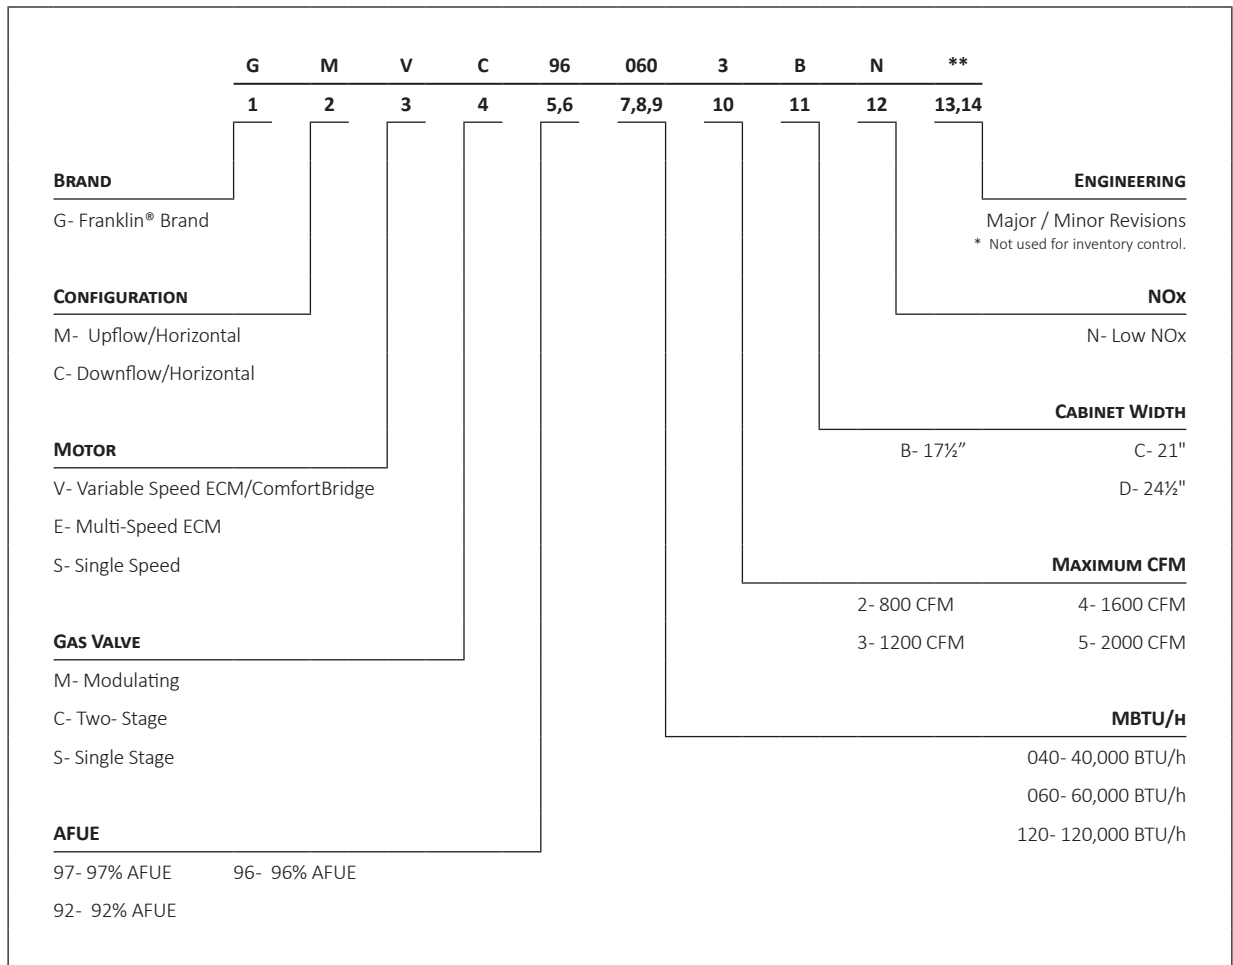 G M V C 96 060 3 B N **
1 2 3 4 5,6 7,8,9 10 11 12 13,14
BRAND
G- Franklin® Brand
CONFIGURATION
M- Upflow/Horizontal
C- Downflow/Horizontal
MOTOR
V- Variable Speed ECM/ComfortBridge
E- Multi-Speed ECM
S- Single Speed
GAS VALVE
M- Modulating
C- Two- Stage
S- Single Stage
AFUE
97- 97% AFUE 96- 96% AFUE
92- 92% AFUE
ENGINEERING
Major / Minor Revisions
* Not used for inventory control.
NOx
N- Low NOx
CABINET WIDTH
B- 17½” C- 21"
D- 24½"
MAXIMUM CFM
2- 800 CFM 4- 1600 CFM
3- 1200 CFM 5- 2000 CFM
MBTU/H
040- 40,000 BTU/h
060- 60,000 BTU/h
120- 120,000 BTU/h